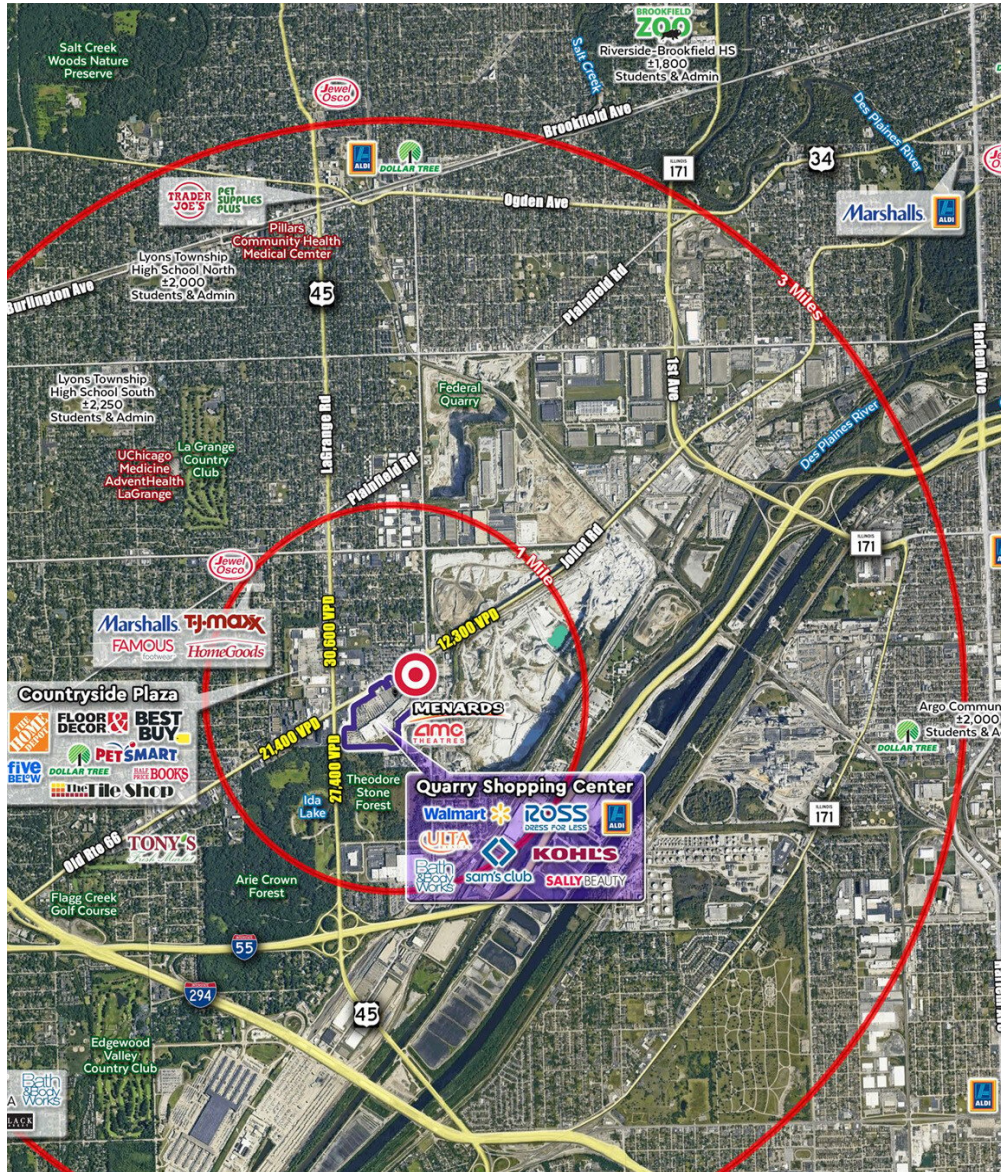 BROOKFIELD
ZOO
Riverside-Brookfield HS
±1,800
Students & Admin
Salt Creek
Woods Nature
Preserve
Salt Creek
Jewel
Osco
Brookfield Ave
Des Plaines River
ALDI
DOLLAR TREE
ILLINOIS
171
34
Jewel
Osco
TRADER
JOE'S
PET
SUPPLIES
PLUS
Ogden Ave
Marshalls
ALDI
Pillars
Community Health
Medical Center
Lyons Township
High School North
±2,000
Students & Admin
Burlington Ave
45
Plainfield Rd
3 Miles
Harlem Ave
1st Ave
Lyons Township
High School South
±2,250
Students & Admin
LaGrange Rd
Federal
Quarry
Des Plaines River
La Grange
Country
Club
UChicago
Medicine
AdventHealth
LaGrange
Plainfield Rd
Joliet Rd
1 Mile
ILLINOIS
171
ALDI
Jewel
Osco
Marshalls
T.J.maxx
FAMOUS
footwear
HomeGoods
30,600 VPD
12,300 VPD
Countryside Plaza
THE HOME DEPOT
FLOOR & DECOR
BEST
BUY
five
BELOW
DOLLAR TREE
PETSMART
HALF
PRICE
BOOKS
The Tile Shop
21,400 VPD
27,400 VPD
MENARDS
amc
THEATRES
Argo Commun
±2,000
Students & A
DOLLAR TREE
Theodore
Stone
Forest
Ida
Lake
Quarry Shopping Center
Walmart
ROSS
DRESS FOR LESS
ALDI
ULTA
BEAUTY
Bath
& Body
Works
sam's club
KOHL'S
SALLY BEAUTY
ILLINOIS
171
TONY'S
Fresh Market
Old Rte 66
Arie Crown
Forest
Flagg Creek
Golf Course
INTERSTATE
55
INTERSTATE
294
45
Edgewood
Valley
Country Club
Bath
& Body
Works
ALDI